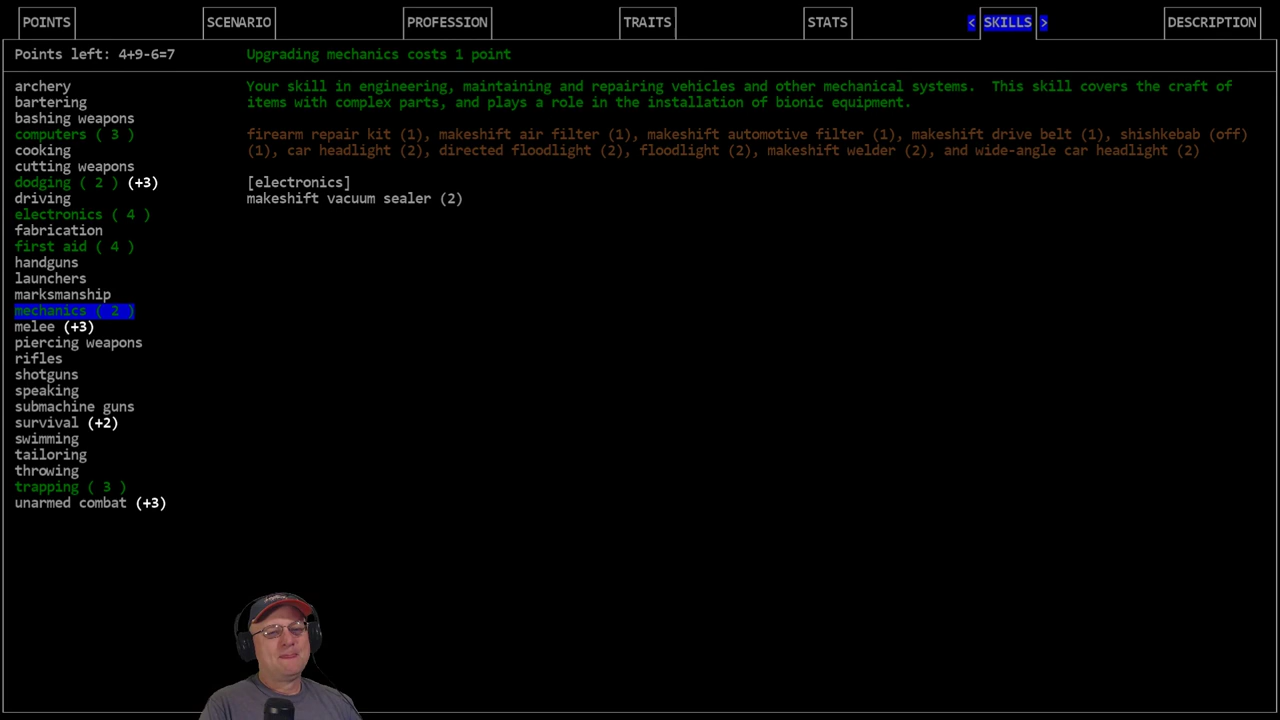 POINTS SCENARIO PROFESSION TRAITS STATS < SKILLS > DESCRIPTION
Points left: 4+9-6=7 Upgrading mechanics costs 1 point
archery
bartering
bashing weapons
computers ( 3 )
cooking
cutting weapons
dodging ( 2 ) (+3)
driving
electronics ( 4 )
fabrication
first aid ( 4 )
handguns
launchers
marksmanship
mechanics ( 2 )
melee (+3)
piercing weapons
rifles
shotguns
speaking
submachine guns
survival (+2)
swimming
tailoring
throwing
trapping ( 3 )
unarmed combat (+3)
Your skill in engineering, maintaining and repairing vehicles and other mechanical systems.  This skill covers the craft of
items with complex parts, and plays a role in the installation of bionic equipment.
firearm repair kit (1), makeshift air filter (1), makeshift automotive filter (1), makeshift drive belt (1), shishkebab (off)
(1), car headlight (2), directed floodlight (2), floodlight (2), makeshift welder (2), and wide-angle car headlight (2)
[electronics]
makeshift vacuum sealer (2)